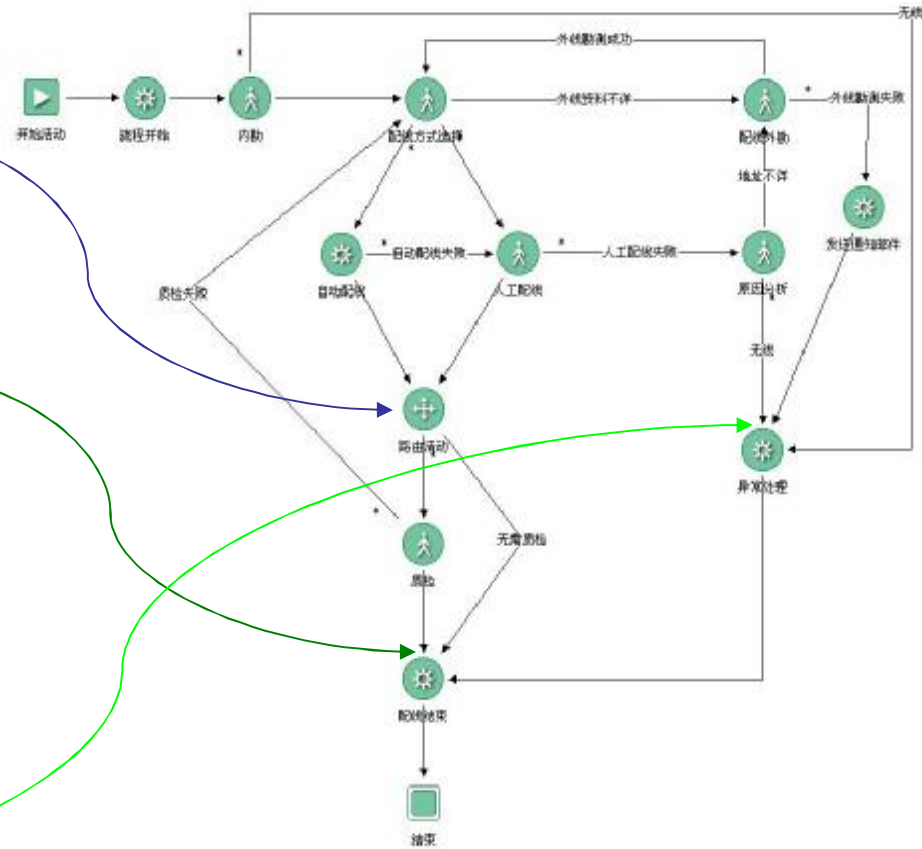 无线
外线勘测成功
外线资料不详
外线勘测失败
开始活动
流程开始
内勤
配线方式选择
配线外勤
地址不详
发送通知邮件
自动配线失败
人工配线失败
自动配线
人工配线
原因分析
质检失败
无线
路由活动
异常处理
无需质检
质检
配线结束
结束